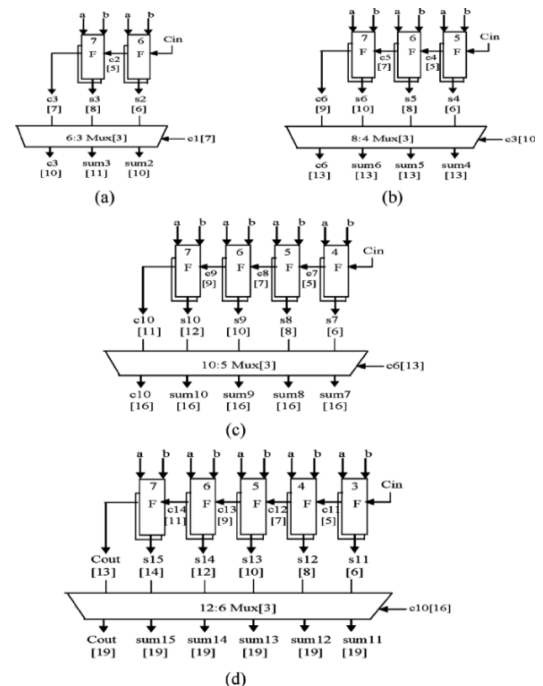 a b a b
7 6 Cin
F c2 F
[5]
c3 s3 s2
[7] [8] [6]
6:3 Mux[3] c1[7]
c3 sum3 sum2
[10] [11] [10]
(a)
a b a b a b
7 6 5 Cin
F c5 F c4 F
[7] [5]
c6 s6 s5 s4
[9] [10] [8] [6]
8:4 Mux[3] c3[10
c6 sum6 sum5 sum4
[13] [13] [13] [13]
(b)
a b a b a b a b
7 6 5 4 Cin
F c9 F c8 F c7 F
[9] [7] [5]
c10 s10 s9 s8 s7
[11] [12] [10] [8] [6]
10:5 Mux[3] c6[13]
c10 sum10 sum9 sum8 sum7
[16] [16] [16] [16] [16]
(c)
a b a b a b a b a b
7 6 5 4 3 Cin
F c14 F c13 F c12 F c11 F
[11] [9] [7] [5]
Cout s15 s14 s13 s12 s11
[13] [14] [12] [10] [8] [6]
12:6 Mux[3] c10[16]
Cout sum15 sum14 sum13 sum12 sum11
[19] [19] [19] [19] [19] [19]
(d)